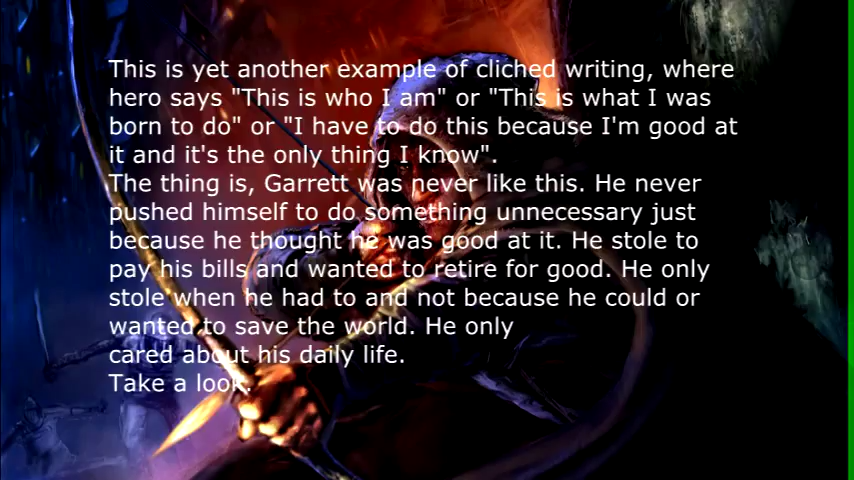 This is yet another example of cliched writing, where
hero says "This is who I am" or "This is what I was
born to do" or "I have to do this because I'm good at
it and it's the only thing I know".
The thing is, Garrett was never like this. He never
pushed himself to do something unnecessary just
because he thought he was good at it. He stole to
pay his bills and wanted to retire for good. He only
stole when he had to and not because he could or
wanted to save the world. He only
cared about his daily life.
Take a look.